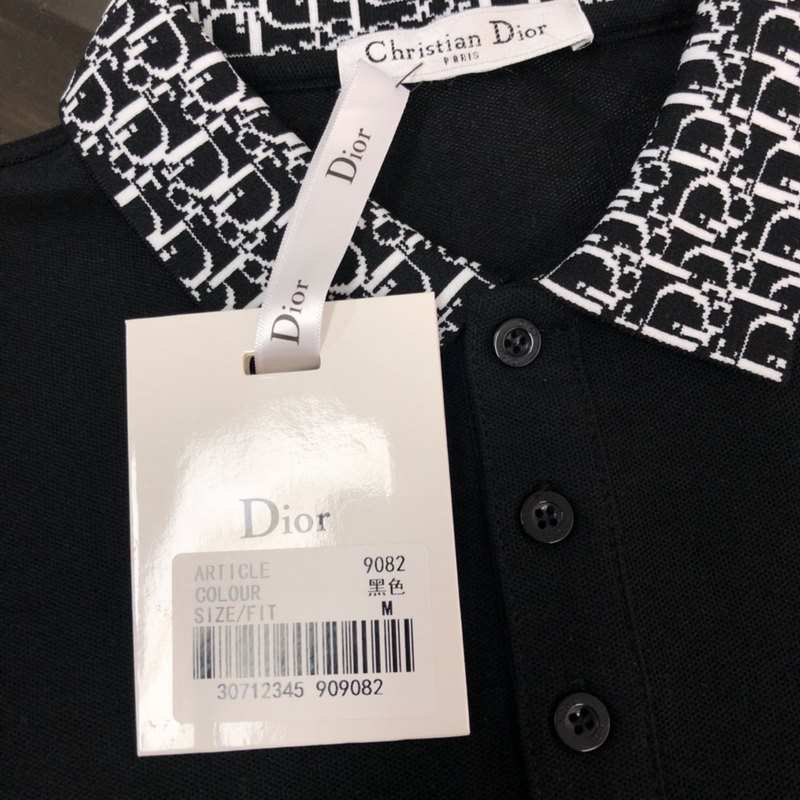 Christian Dior
PARIS
Dior
Dior
Dior
ARTICLE 9082
COLOUR 黑色
SIZE/FIT M
30712345 909082